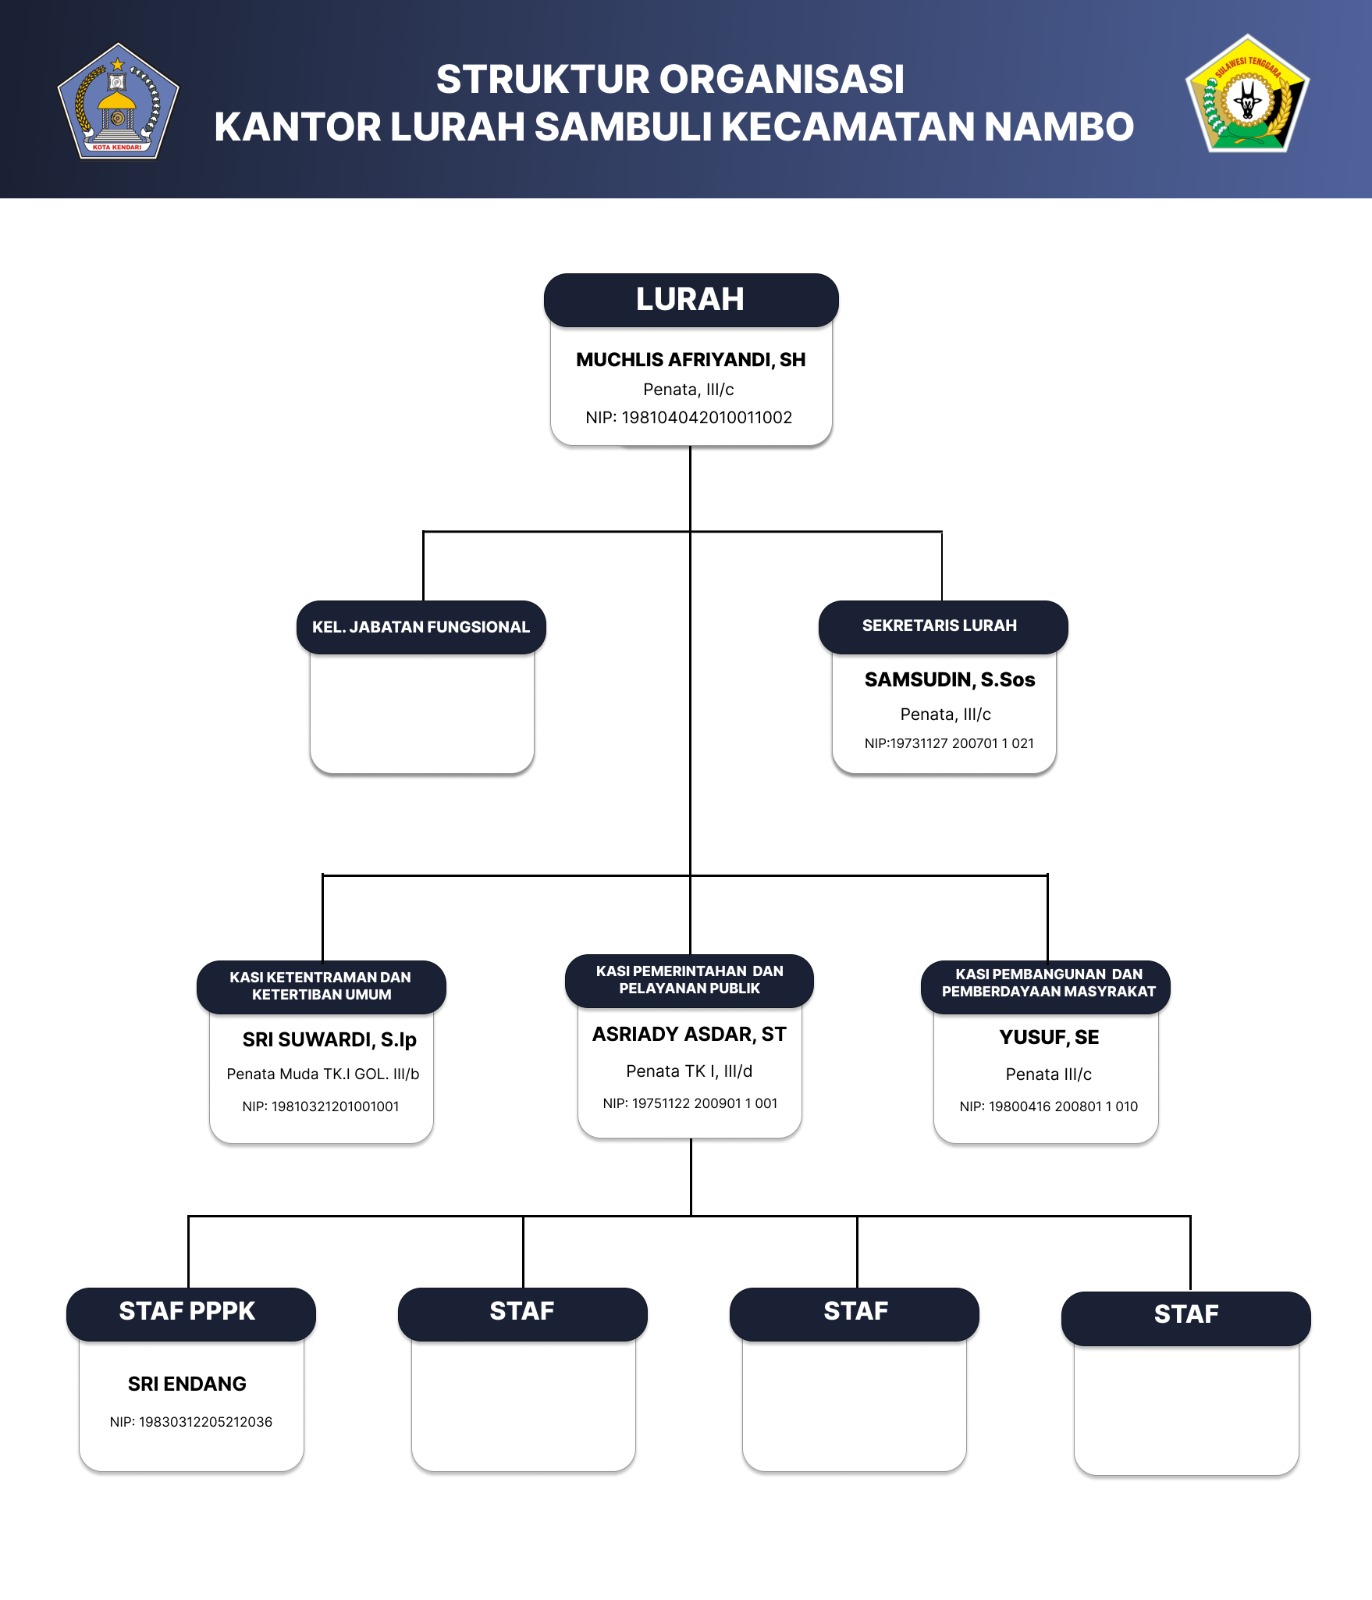 STRUKTUR ORGANISASI
KANTOR LURAH SAMBULI KECAMATAN NAMBO
KOTA KENDARI
SULAWESI TENGGARA
LURAH
MUCHLIS AFRIYANDI, SH
Penata, III/c
NIP: 198104042010011002
KEL. JABATAN FUNGSIONAL
SEKRETARIS LURAH
SAMSUDIN, S.Sos
Penata, III/c
NIP:19731127 200701 1 021
KASI KETENTRAMAN DAN
KETERTIBAN UMUM
SRI SUWARDI, S.Ip
Penata Muda TK.I GOL. III/b
NIP: 19810321201001001
KASI PEMERINTAHAN  DAN
PELAYANAN PUBLIK
ASRIADY ASDAR, ST
Penata TK I, III/d
NIP: 19751122 200901 1 001
KASI PEMBANGUNAN  DAN
PEMBERDAYAAN MASYRAKAT
YUSUF, SE
Penata III/c
NIP: 19800416 200801 1 010
STAF PPPK
SRI ENDANG
NIP: 19830312205212036
STAF
STAF
STAF